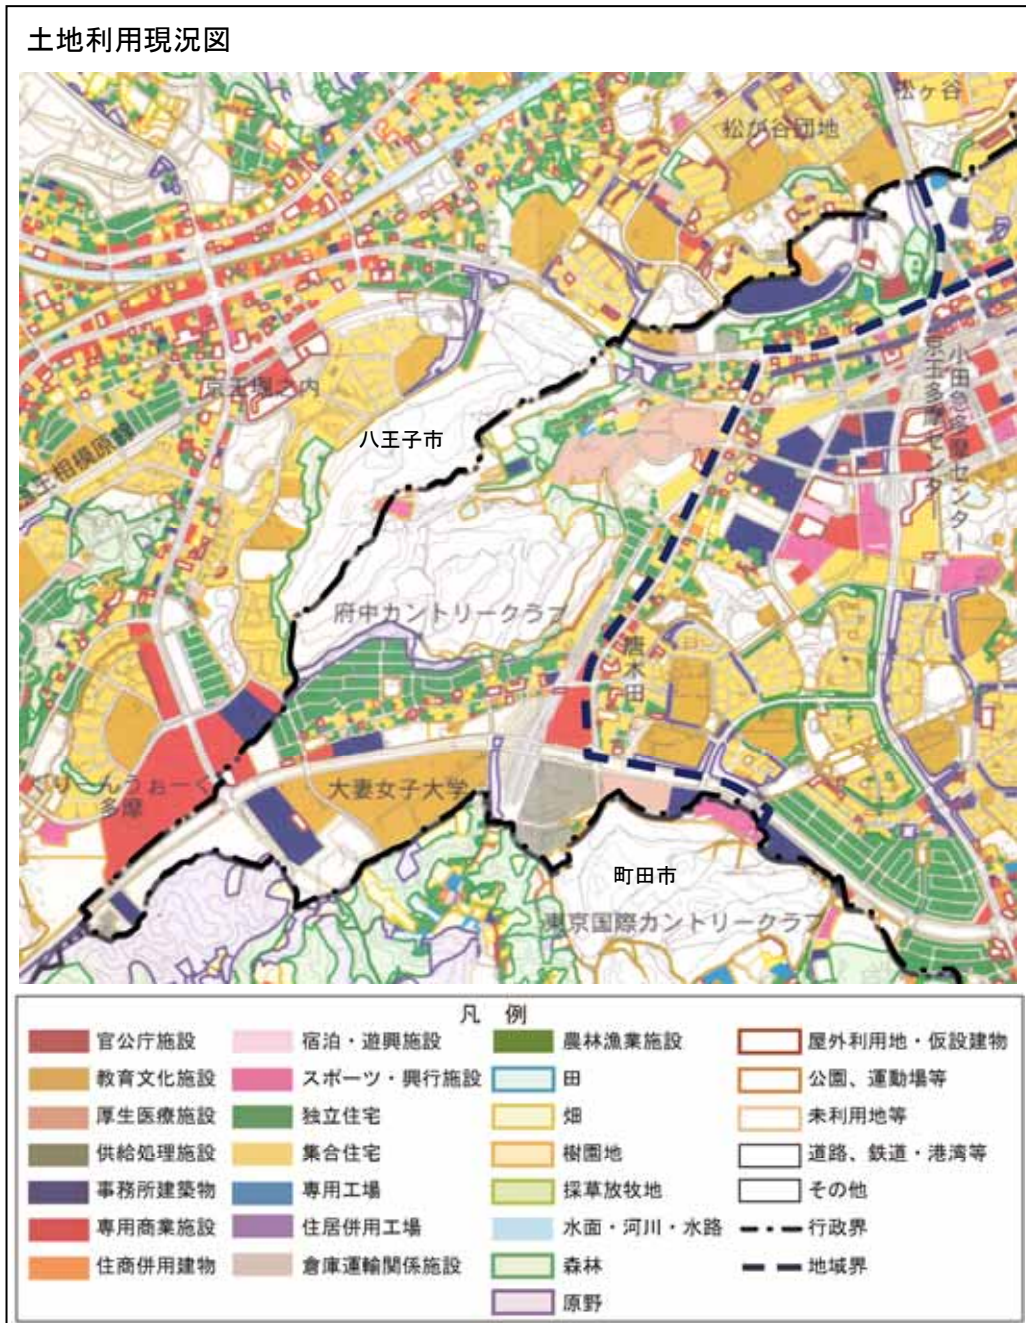 土地利用現況図
松ヶ谷
松が谷団地
京王堀之内
京王相模原線
八王子市
小田急多摩センター
京王多摩センター
府中カントリークラブ
唐木田
ぐりーんうぉーく
多摩
大妻女子大学
町田市
東京国際カントリークラブ
凡 例
官公庁施設
教育文化施設
厚生医療施設
供給処理施設
事務所建築物
専用商業施設
住商併用建物
宿泊・遊興施設
スポーツ・興行施設
独立住宅
集合住宅
専用工場
住居併用工場
倉庫運輸関係施設
農林漁業施設
田
畑
樹園地
採草放牧地
水面・河川・水路
森林
原野
屋外利用地・仮設建物
公園、運動場等
未利用地等
道路、鉄道・港湾等
その他
行政界
地域界